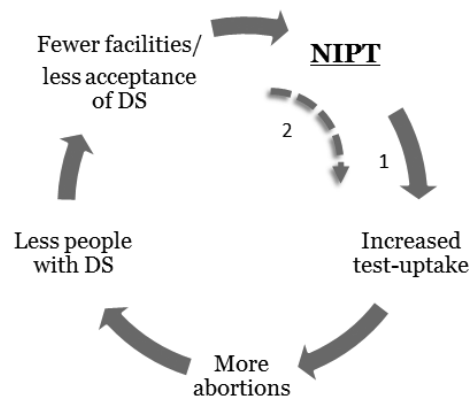 Fewer facilities/
less acceptance
of DS
NIPT
2
1
Less people
with DS
Increased
test-uptake
More
abortions